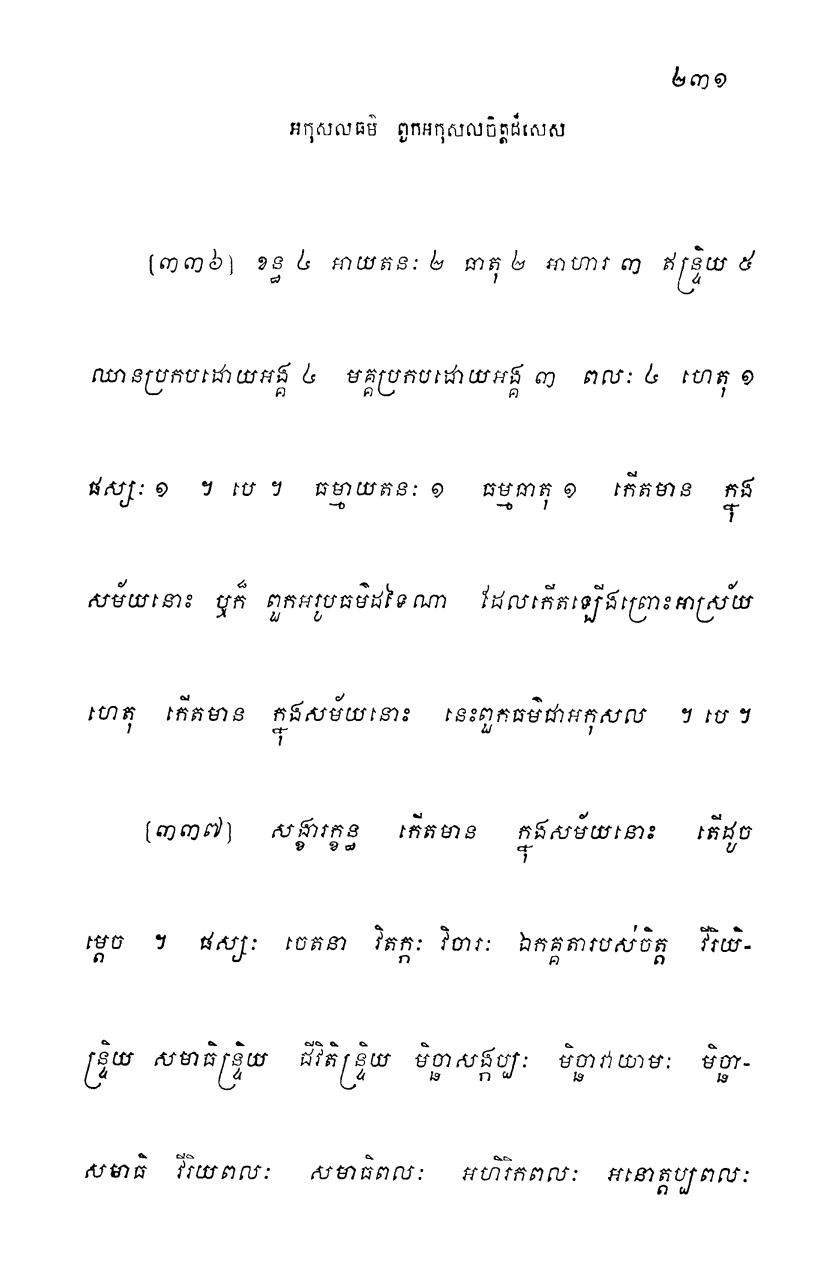 ២៣១
អកុសលធម៌ ពួកអកុសលចិត្តដ៏សេស
[៣៣៦] ខន្ធ ៤ អាយតនៈ ២ ធាតុ ២ អាហារ ៣ ឥន្ទ្រិយ ៥
ឈានប្រកបដោយអង្គ ៤ មគ្គប្រកបដោយអង្គ ៣ ពលៈ ៤ ហេតុ ១
ផស្សៈ ១ ។ បេ ។ ធម្មាយតនៈ ១ ធម្មធាតុ ១ កើតមាន ក្នុង
សម័យនោះ ឬក៏ ពួកអរូបធម៌ដទៃណា ដែលកើតឡើងព្រោះអាស្រ័យ
ហេតុ កើតមាន ក្នុងសម័យនោះ នេះពួកធម៌ជាអកុសល ។ បេ ។
[៣៣៧] សង្ខារក្ខន្ធ កើតមាន ក្នុងសម័យនោះ តើដូច
ម្តេច ។ ផស្សៈ ចេតនា វិតក្កៈ វិចារៈ ឯកគ្គតារបស់ចិត្ត វីរិយិ-
ន្ទ្រិយ សមាធិន្ទ្រិយ ជីវិតិន្ទ្រិយ មិច្ឆាសង្កប្បៈ មិច្ឆាវាយាមៈ មិច្ឆា-
សមាធិ វីរិយពលៈ សមាធិពលៈ អហិរិកពលៈ អនោត្តប្បពលៈ